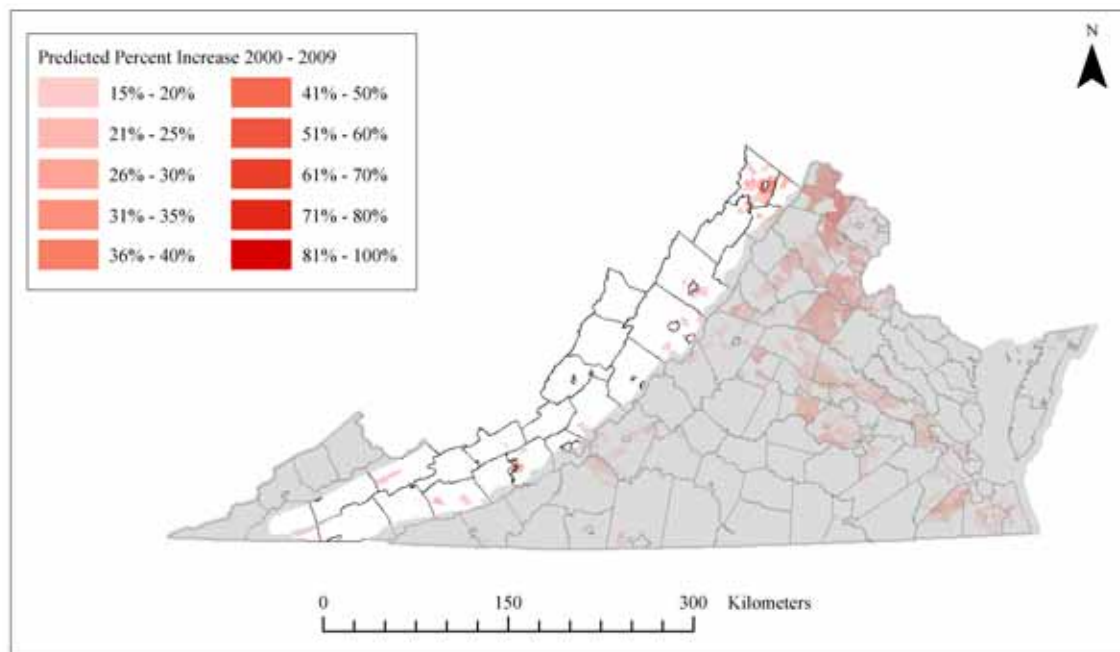 N
Predicted Percent Increase 2000 - 2009
15% - 20%
21% - 25%
26% - 30%
31% - 35%
36% - 40%
41% - 50%
51% - 60%
61% - 70%
71% - 80%
81% - 100%
0 150 300 Kilometers